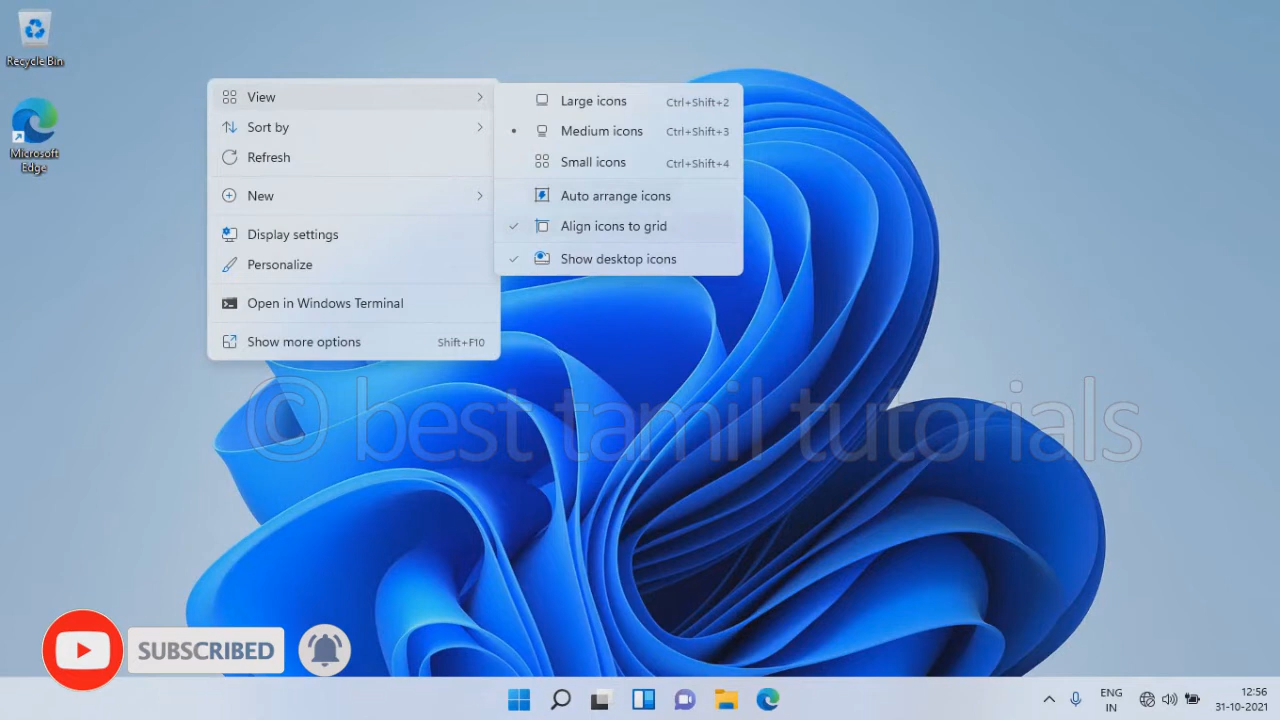 Recycle Bin
Microsoft
Edge
View
Sort by
Refresh
New
Display settings
Personalize
Open in Windows Terminal
Show more options Shift+F10
Large icons Ctrl+Shift+2
Medium icons Ctrl+Shift+3
Small icons Ctrl+Shift+4
Auto arrange icons
Align icons to grid
Show desktop icons
© best tamil tutorials
SUBSCRIBED
ENG
IN
12:56
31-10-2021